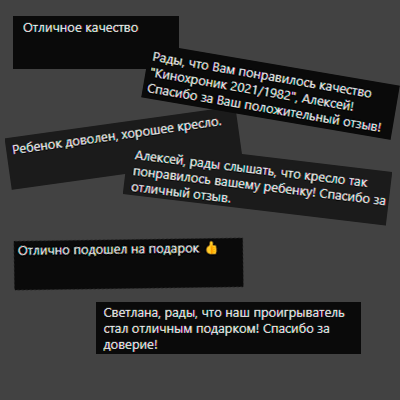 Отличное качество
Рады, что Вам понравилось качество
"Кинохроник 2021/1982", Алексей!
Спасибо за Ваш положительный отзыв!
Ребенок доволен, хорошее кресло.
Алексей, рады слышать, что кресло так
понравилось вашему ребенку! Спасибо за
отличный отзыв.
Отлично подошел на подарок 👍
Светлана, рады, что наш проигрыватель
стал отличным подарком! Спасибо за
доверие!